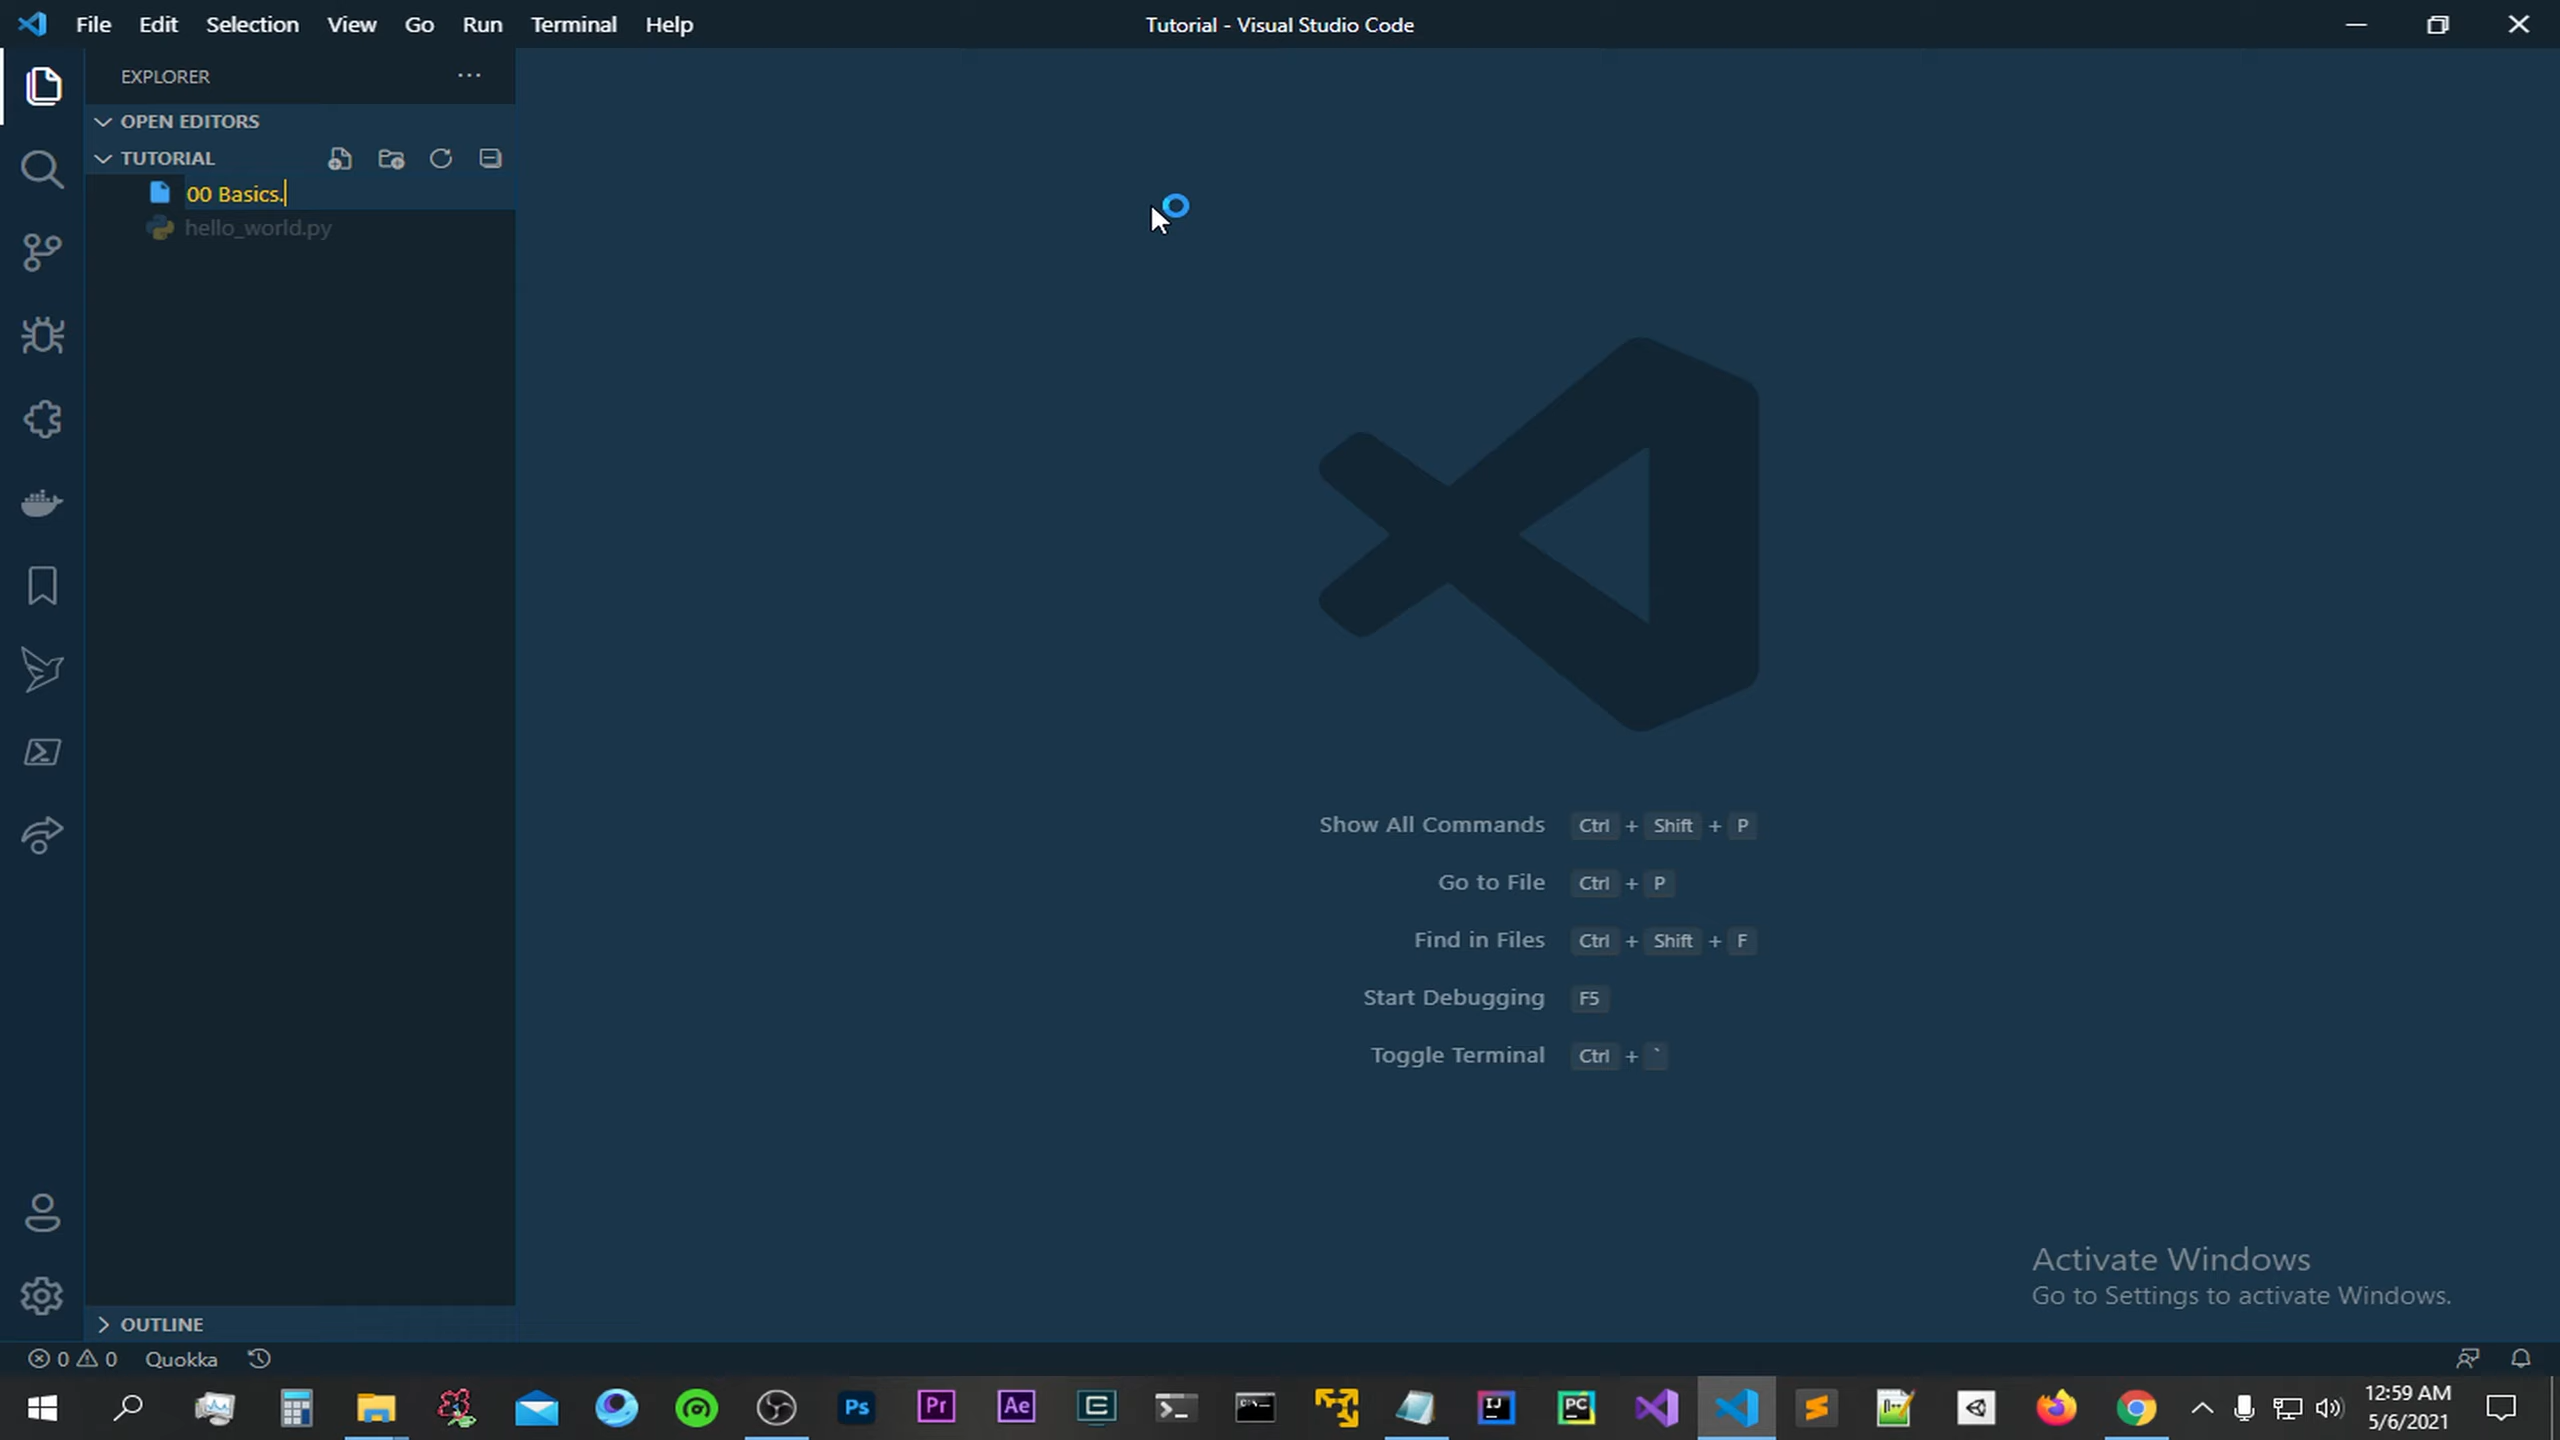 File Edit Selection View Go Run Terminal Help
Tutorial - Visual Studio Code
EXPLORER
OPEN EDITORS
TUTORIAL
00 Basics.
hello_world.py
Show All Commands Ctrl + Shift + P
Go to File Ctrl + P
Find in Files Ctrl + Shift + F
Start Debugging F5
Toggle Terminal Ctrl + `
Activate Windows
Go to Settings to activate Windows.
OUTLINE
0 0 Quokka
Ps Pr Ae IJ PC
12:59 AM
5/6/2021